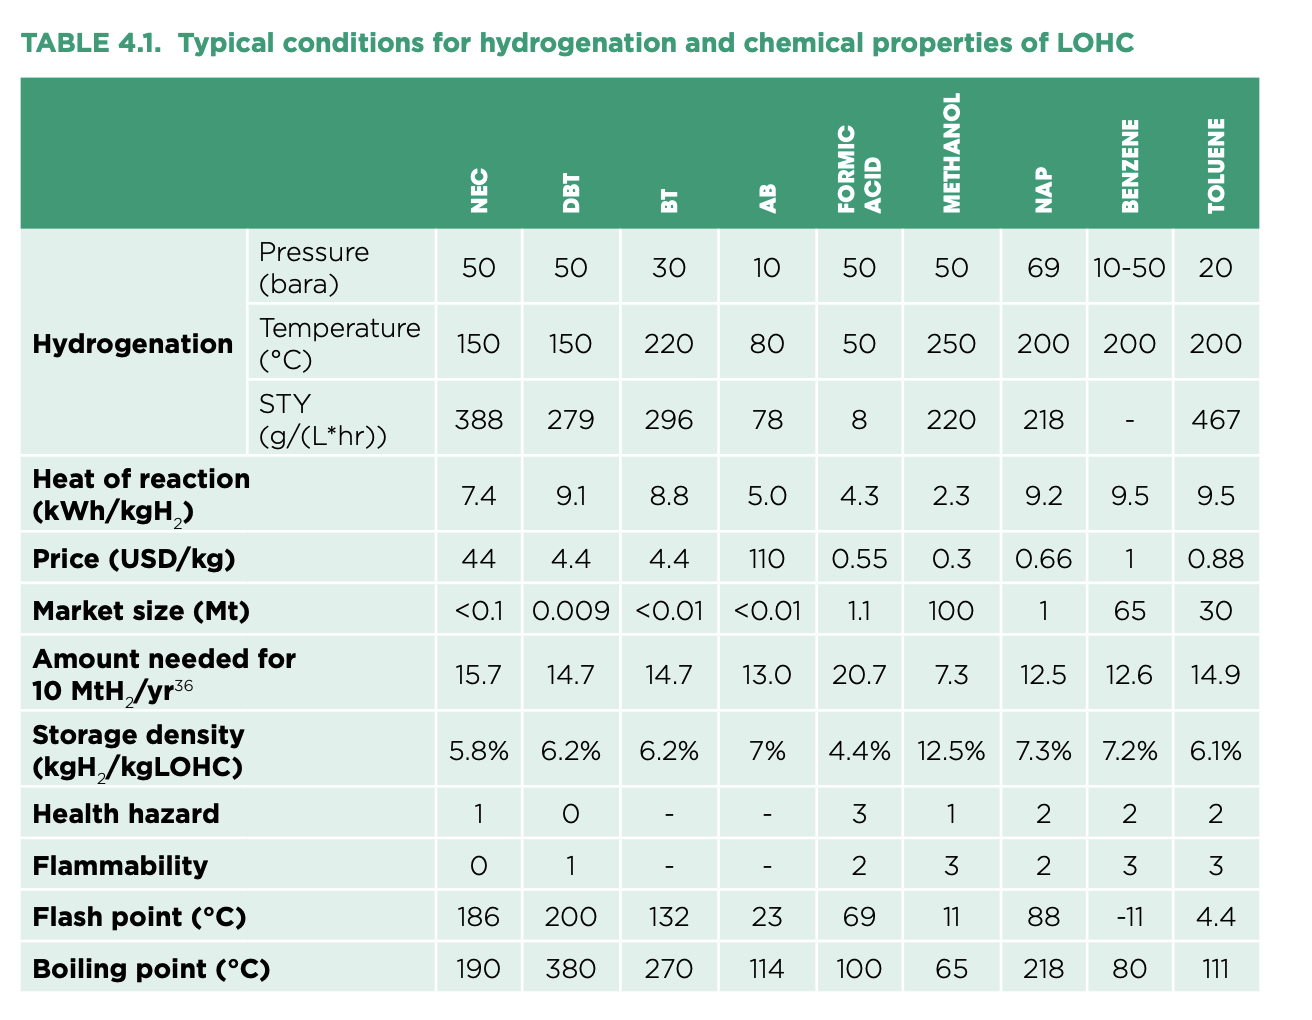 TABLE 4.1. Typical conditions for hydrogenation and chemical properties of LOHC
NEC DBT BT AB FORMIC ACID METHANOL NAP BENZENE TOLUENE
Hydrogenation
Pressure (bara) 50 50 30 10 50 50 69 10-50 20
Temperature (°C) 150 150 220 80 50 250 200 200 200
STY (g/(L*hr)) 388 279 296 78 8 220 218 - 467
Heat of reaction (kWh/kgH₂) 7.4 9.1 8.8 5.0 4.3 2.3 9.2 9.5 9.5
Price (USD/kg) 44 4.4 4.4 110 0.55 0.3 0.66 1 0.88
Market size (Mt) <0.1 0.009 <0.01 <0.01 1.1 100 1 65 30
Amount needed for 10 MtH₂/yr³⁶ 15.7 14.7 14.7 13.0 20.7 7.3 12.5 12.6 14.9
Storage density (kgH₂/kgLOHC) 5.8% 6.2% 6.2% 7% 4.4% 12.5% 7.3% 7.2% 6.1%
Health hazard 1 0 - - 3 1 2 2 2
Flammability 0 1 - - 2 3 2 3 3
Flash point (°C) 186 200 132 23 69 11 88 -11 4.4
Boiling point (°C) 190 380 270 114 100 65 218 80 111